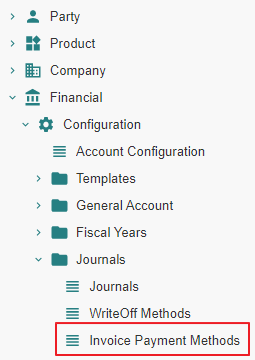 Party
Product
Company
Financial
Configuration
Account Configuration
Templates
General Account
Fiscal Years
Journals
Journals
WriteOff Methods
Invoice Payment Methods